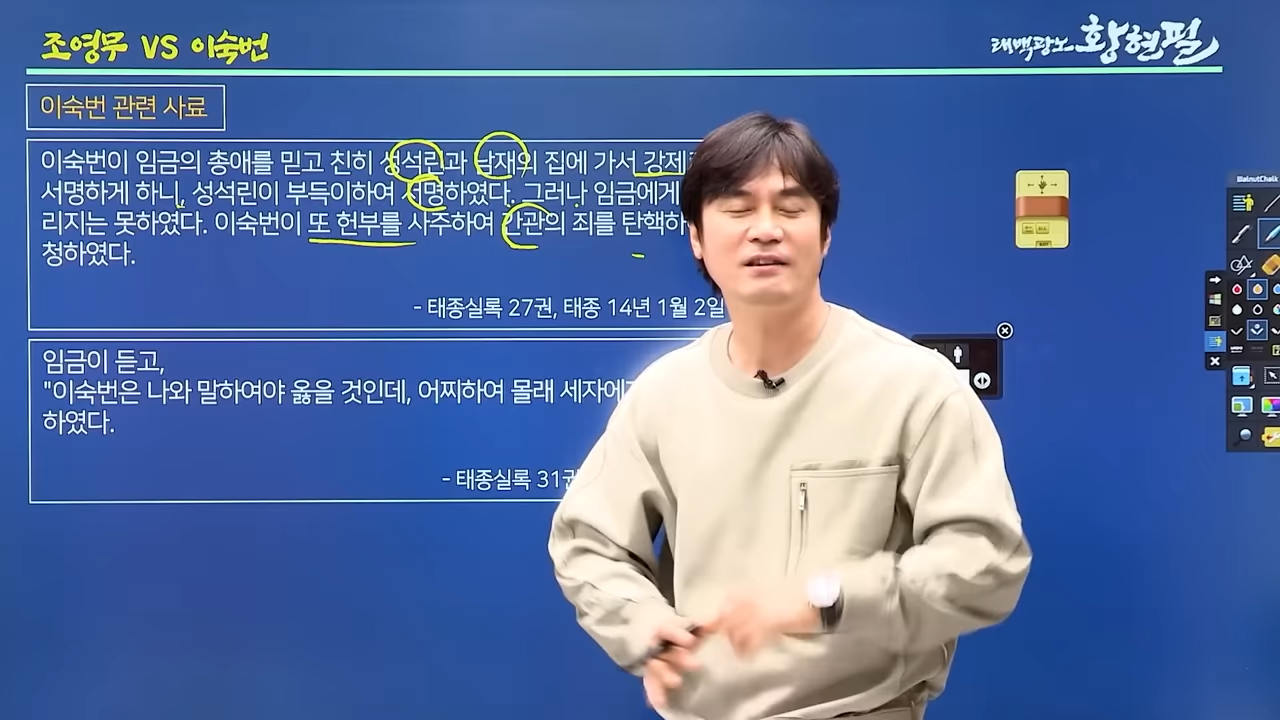 조영무 VS 이숙번
태백광노 황현필
이숙번 관련 사료
이숙번이 임금의 총애를 믿고 친히 성석린과 남재의 집에 가서 강제
서명하게 하니, 성석린이 부득이하여 서명하였다. 그러나 임금에게
리지는 못하였다. 이숙번이 또 헌부를 사주하여 간관의 죄를 탄핵하
청하였다.
- 태종실록 27권, 태종 14년 1월 2일
임금이 듣고,
"이숙번은 나와 말하여야 옳을 것인데, 어찌하여 몰래 세자에
하였다.
- 태종실록 31권
WalnutChalk